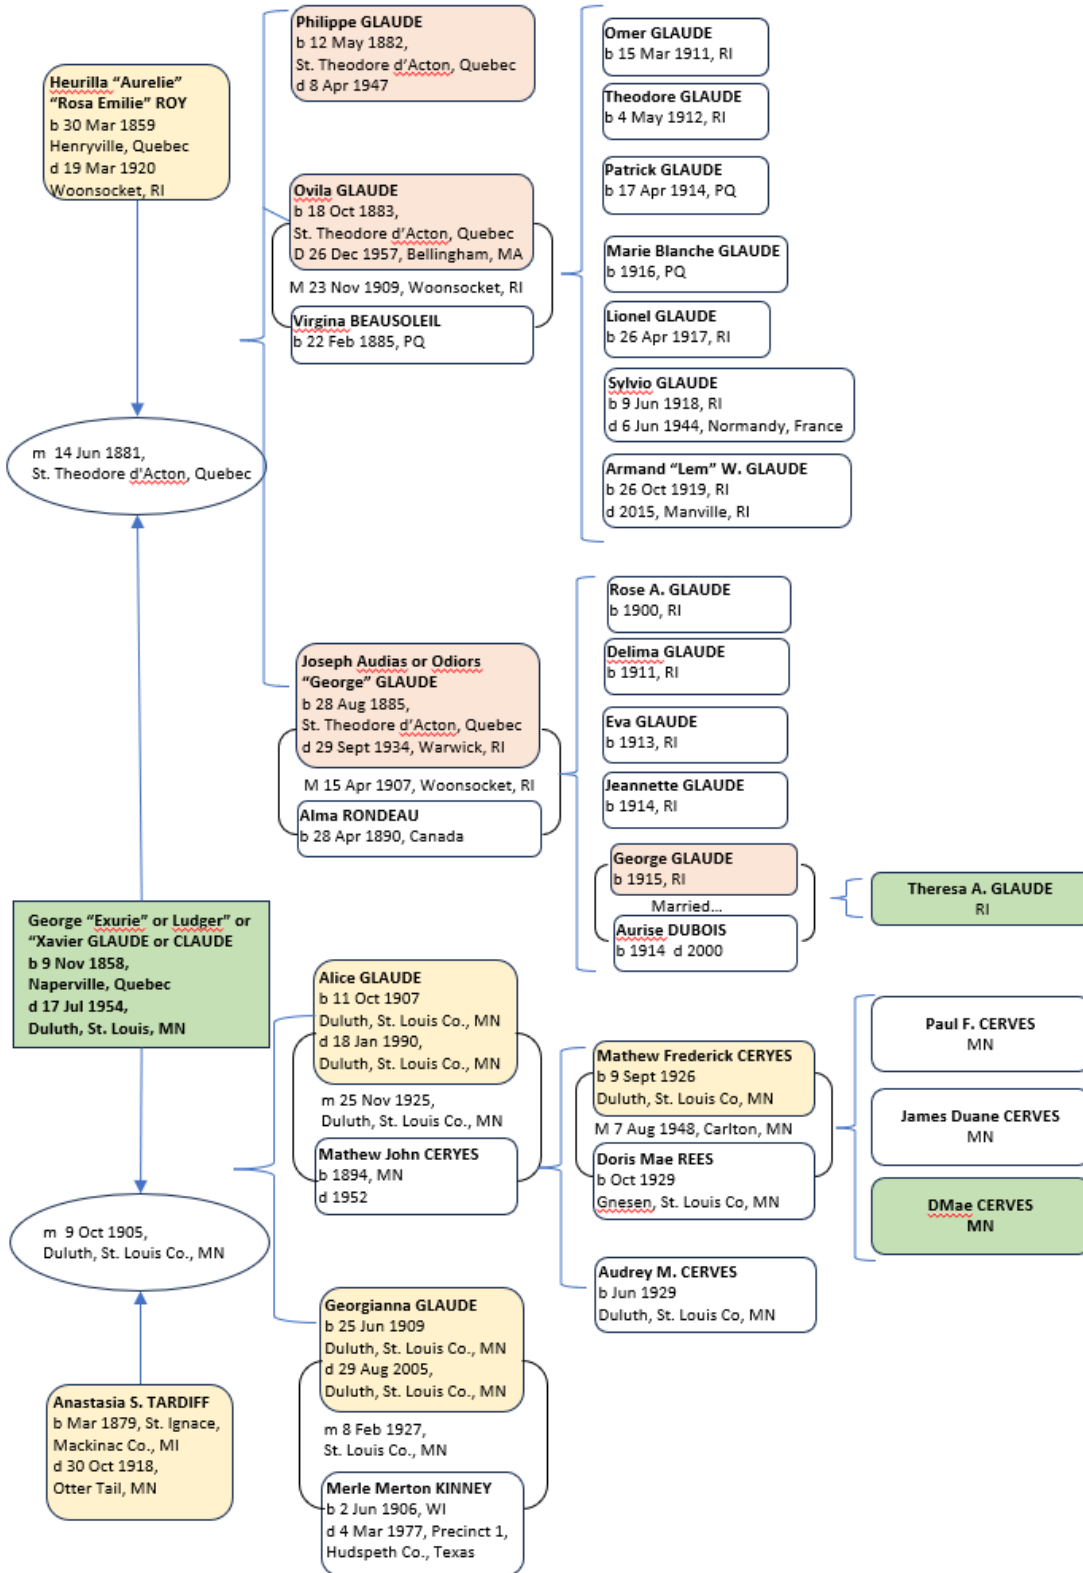 Heurilla “Aurelie”
“Rosa Emilie” ROY
b 30 Mar 1859
Henryville, Quebec
d 19 Mar 1920
Woonsocket, RI
m  14 Jun 1881,
St. Theodore d'Acton, Quebec
George “Exurie” or Ludger” or
“Xavier GLAUDE or CLAUDE
b 9 Nov 1858,
Naperville, Quebec
d 17 Jul 1954,
Duluth, St. Louis, MN
m  9 Oct 1905,
Duluth, St. Louis Co., MN
Anastasia S. TARDIFF
b Mar 1879, St. Ignace,
Mackinac Co., MI
d 30 Oct 1918,
Otter Tail, MN
Philippe GLAUDE
b 12 May 1882,
St. Theodore d’Acton, Quebec
d 8 Apr 1947
Ovila GLAUDE
b 18 Oct 1883,
St. Theodore d’Acton, Quebec
D 26 Dec 1957, Bellingham, MA
M 23 Nov 1909, Woonsocket, RI
Virgina BEAUSOLEIL
b 22 Feb 1885, PQ
Omer GLAUDE
b 15 Mar 1911, RI
Theodore GLAUDE
b 4 May 1912, RI
Patrick GLAUDE
b 17 Apr 1914, PQ
Marie Blanche GLAUDE
b 1916, PQ
Lionel GLAUDE
b 26 Apr 1917, RI
Sylvio GLAUDE
b 9 Jun 1918, RI
d 6 Jun 1944, Normandy, France
Armand “Lem” W. GLAUDE
b 26 Oct 1919, RI
d 2015, Manville, RI
Joseph Audias or Odiors
“George” GLAUDE
b 28 Aug 1885,
St. Theodore d’Acton, Quebec
d 29 Sept 1934, Warwick, RI
M 15 Apr 1907, Woonsocket, RI
Alma RONDEAU
b 28 Apr 1890, Canada
Rose A. GLAUDE
b 1900, RI
Delima GLAUDE
b 1911, RI
Eva GLAUDE
b 1913, RI
Jeannette GLAUDE
b 1914, RI
George GLAUDE
b 1915, RI
Married...
Aurise DUBOIS
b 1914  d 2000
Theresa A. GLAUDE
RI
Alice GLAUDE
b 11 Oct 1907
Duluth, St. Louis Co., MN
d 18 Jan 1990,
Duluth, St. Louis Co., MN
m 25 Nov 1925,
Duluth, St. Louis Co., MN
Mathew John CERYES
b 1894, MN
d 1952
Mathew Frederick CERYES
b 9 Sept 1926
Duluth, St. Louis Co, MN
M 7 Aug 1948, Carlton, MN
Doris Mae REES
b Oct 1929
Gnesen, St. Louis Co, MN
Audrey M. CERVES
b Jun 1929
Duluth, St. Louis Co, MN
Paul F. CERVES
MN
James Duane CERVES
MN
DMae CERVES
MN
Georgianna GLAUDE
b 25 Jun 1909
Duluth, St. Louis Co., MN
d 29 Aug 2005,
Duluth, St. Louis Co., MN
m 8 Feb 1927,
St. Louis Co., MN
Merle Merton KINNEY
b 2 Jun 1906, WI
d 4 Mar 1977, Precinct 1,
Hudspeth Co., Texas